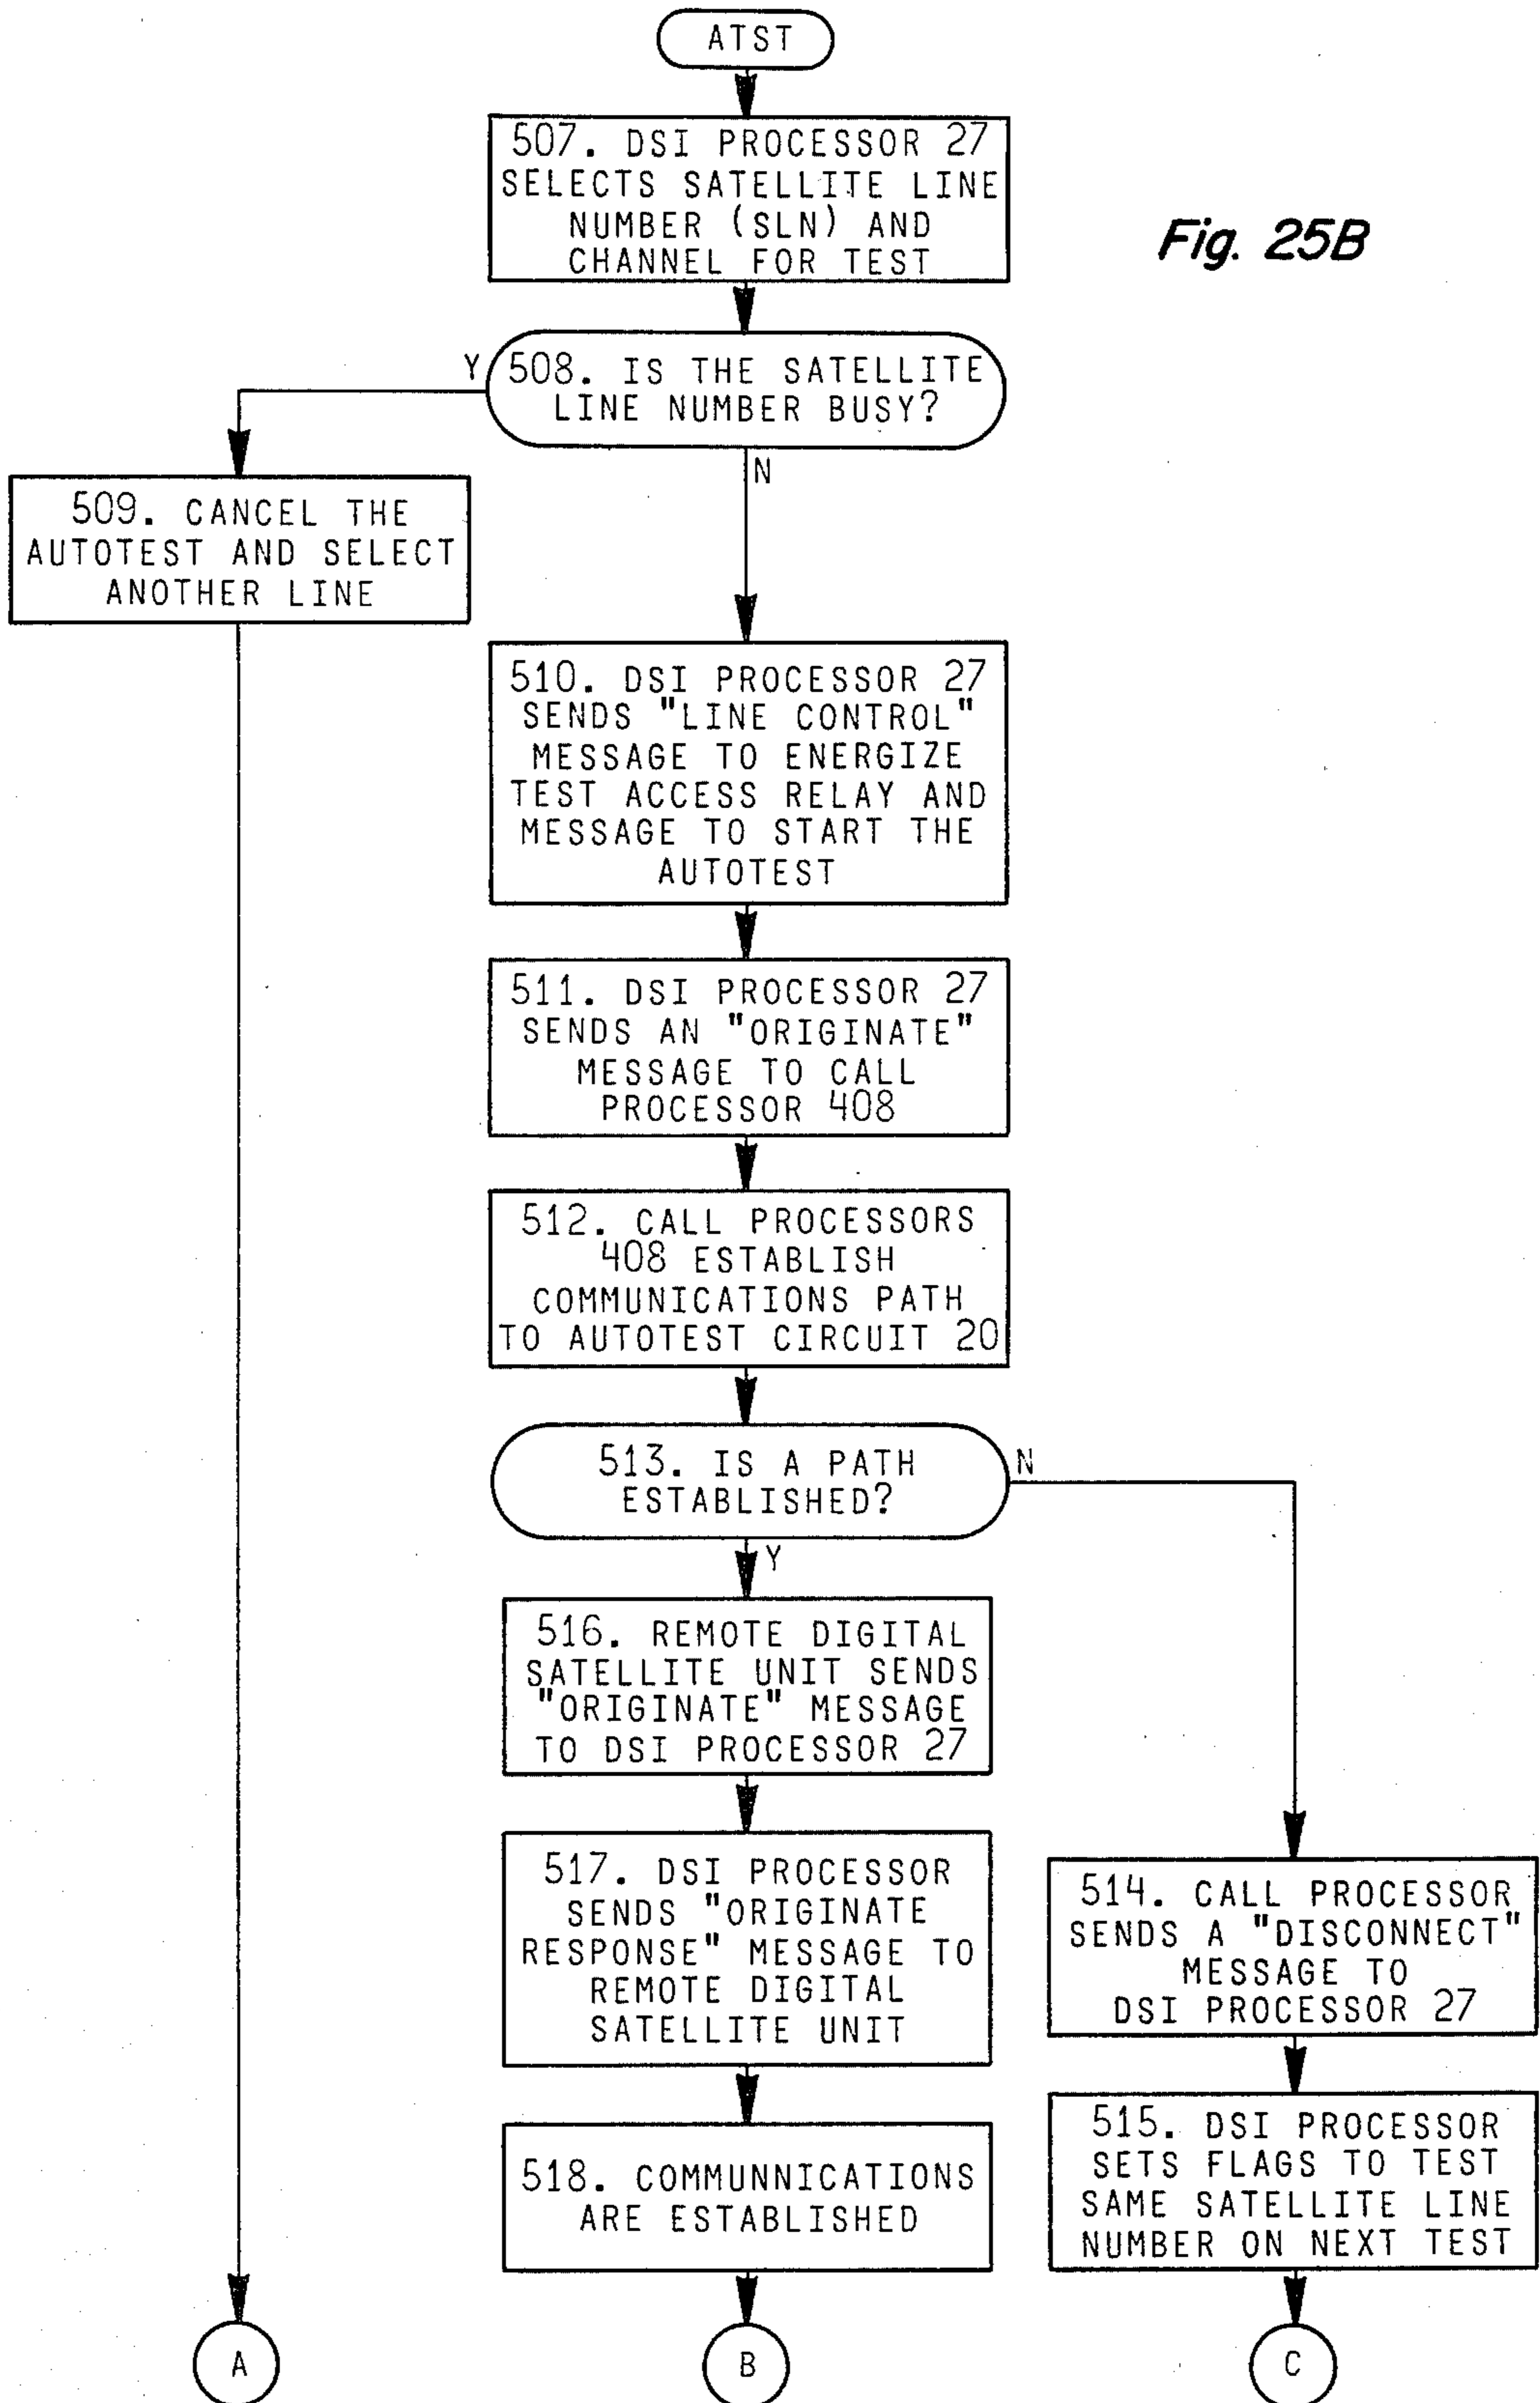 ATST
507. DSI PROCESSOR 27
SELECTS SATELLITE LINE
NUMBER (SLN) AND
CHANNEL FOR TEST
Fig. 25B
Y
508. IS THE SATELLITE
LINE NUMBER BUSY?
N
509. CANCEL THE
AUTOTEST AND SELECT
ANOTHER LINE
510. DSI PROCESSOR 27
SENDS "LINE CONTROL"
MESSAGE TO ENERGIZE
TEST ACCESS RELAY AND
MESSAGE TO START THE
AUTOTEST
511. DSI PROCESSOR 27
SENDS AN "ORIGINATE"
MESSAGE TO CALL
PROCESSOR 408
512. CALL PROCESSORS
408 ESTABLISH
COMMUNICATIONS PATH
TO AUTOTEST CIRCUIT 20
513. IS A PATH
ESTABLISHED?
N
Y
516. REMOTE DIGITAL
SATELLITE UNIT SENDS
"ORIGINATE" MESSAGE
TO DSI PROCESSOR 27
517. DSI PROCESSOR
SENDS "ORIGINATE
RESPONSE" MESSAGE TO
REMOTE DIGITAL
SATELLITE UNIT
514. CALL PROCESSOR
SENDS A "DISCONNECT"
MESSAGE TO
DSI PROCESSOR 27
518. COMMUNNICATIONS
ARE ESTABLISHED
515. DSI PROCESSOR
SETS FLAGS TO TEST
SAME SATELLITE LINE
NUMBER ON NEXT TEST
A
B
C